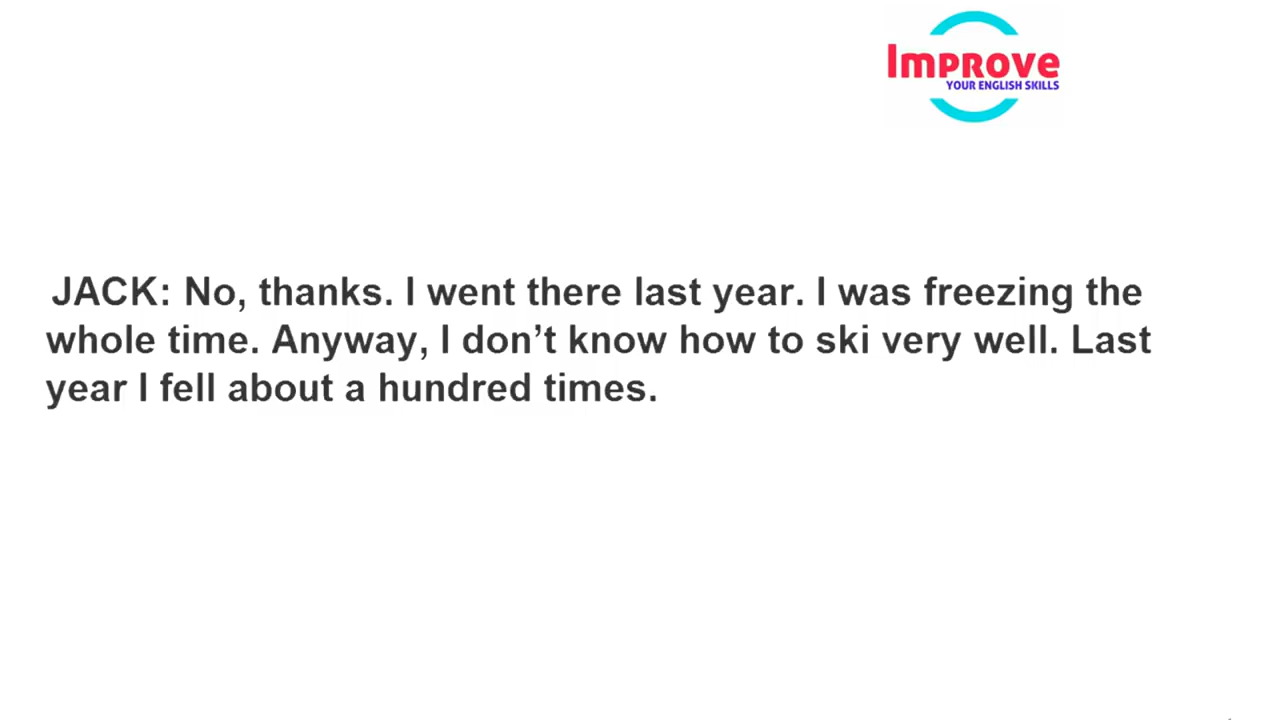 Improve
YOUR ENGLISH SKILLS
JACK: No, thanks. I went there last year. I was freezing the
whole time. Anyway, I don’t know how to ski very well. Last
year I fell about a hundred times.